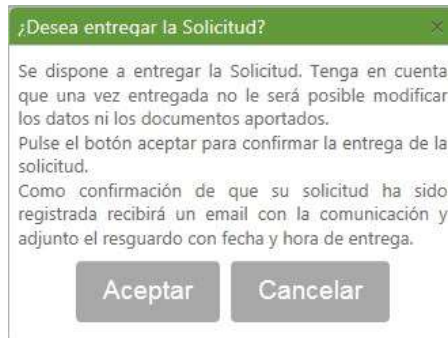 ¿Desea entregar la Solicitud?
Se dispone a entregar la Solicitud. Tenga en cuenta
que una vez entregada no le será posible modificar
los datos ni los documentos aportados.
Pulse el botón aceptar para confirmar la entrega de la
solicitud.
Como confirmación de que su solicitud ha sido
registrada recibirá un email con la comunicación y
adjunto el resguardo con fecha y hora de entrega.
Aceptar Cancelar